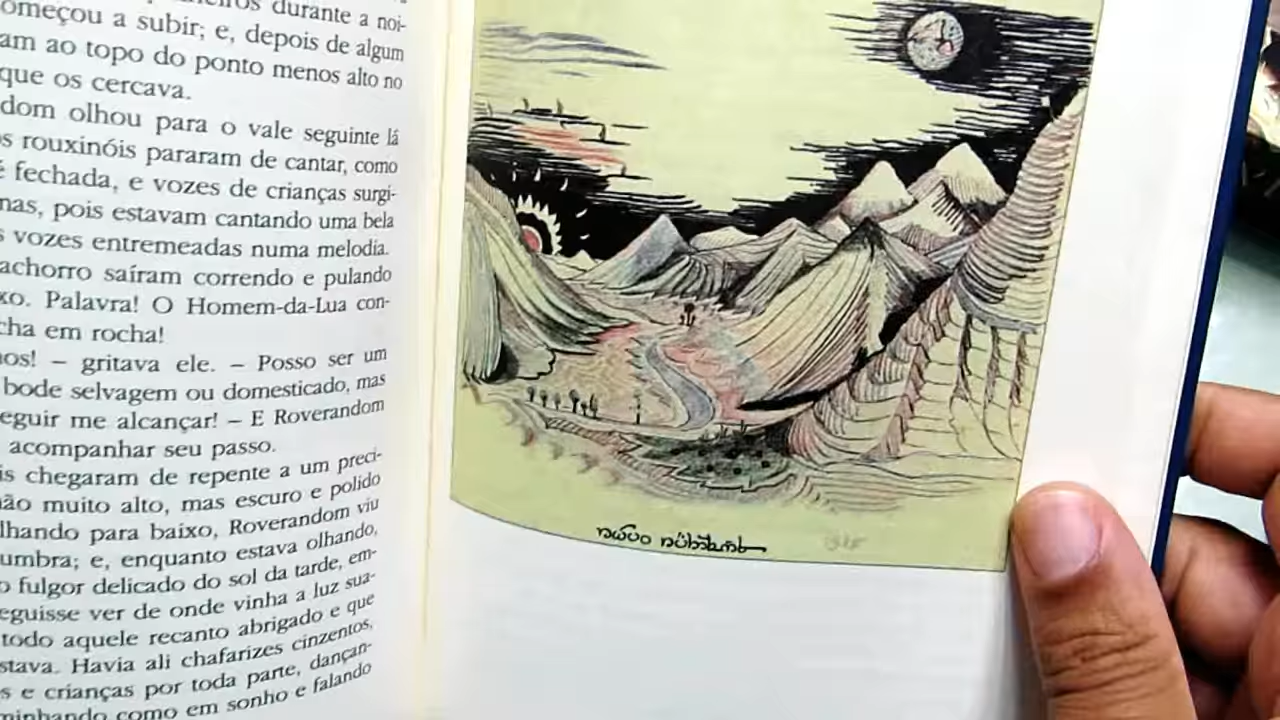 durante a noi-
omeçou a subir; e, depois de algum
am ao topo do ponto menos alto no
que os cercava.
dom olhou para o vale seguinte lá
os rouxinóis pararam de cantar, como
é fechada, e vozes de crianças surgi-
nas, pois estavam cantando uma bela
s vozes entremeadas numa melodia.
achorro saíram correndo e pulando
xo. Palavra! O Homem-da-Lua con-
cha em rocha!
nos! – gritava ele. – Posso ser um
bode selvagem ou domesticado, mas
eguir me alcançar! – E Roverandom
acompanhar seu passo.
is chegaram de repente a um preci-
não muito alto, mas escuro e polido
lhando para baixo, Roverandom viu
umbra; e, enquanto estava olhando,
o fulgor delicado do sol da tarde, em-
eguisse ver de onde vinha a luz sua-
todo aquele recanto abrigado e que
stava. Havia ali chafarizes cinzentos,
s e crianças por toda parte, dançan-
minhando como em sonho e falando